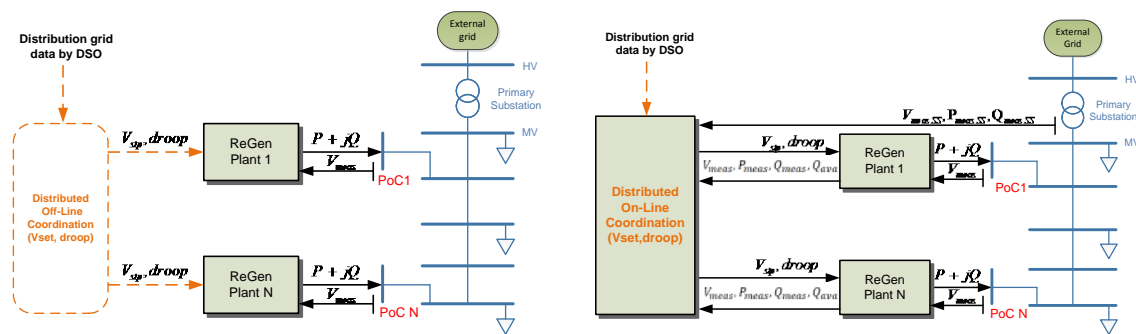 Distribution grid
data by DSO
External
grid
HV
Primary
Substation
MV
V_stp, droop
ReGen
Plant 1
P + jQ
V_meas
PoC1
Distributed
Off-Line
Coordination
(Vset, droop)
V_stp, droop
ReGen
Plant N
P + jQ
V_meas
PoC N
Distribution grid
data by DSO
External
Grid
HV
Primary
Substation
V_meas,SS, P_meas,SS, Q_meas,SS
MV
V_stp, droop
V_meas, P_meas, Q_meas, Q_ava
ReGen
Plant 1
P + jQ
V_meas
PoC1
Distributed
On-Line
Coordination
(Vset,droop)
V_stp, droop
V_meas, P_meas, Q_meas, Q_ava
ReGen
Plant N
P + jQ
V_meas
PoC N